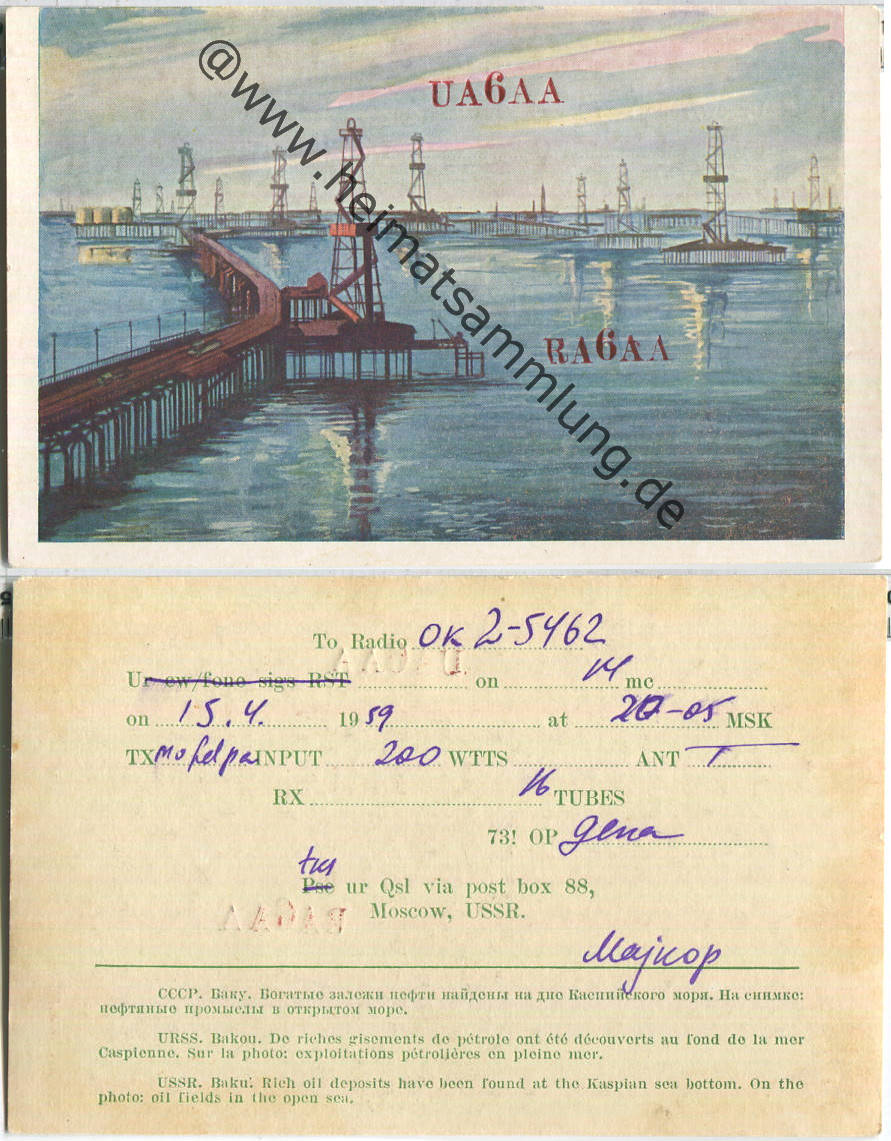 UA6AA
@www.heimatsammlung.de
RA6AA
To Radio OK 2-5462
Ur cw/fone sigs RST on 14 mc
on 15.4. 1959 at 20-05 MSK
TX INPUT 200 WTTS ANT T
RX 16 TUBES
73! OP Gena
tnx
Pse ur Qsl via post box 88,
Moscow, USSR.
RA6AA
СССР. Баку. Богатые залежи нефти найдены на дне Каспийского моря. На снимке:
нефтяные промыслы в открытом море.
URSS. Bakou. De riches gisements de pétrole ont été découverts au fond de la mer
Caspienne. Sur la photo: exploitations pétrolières en pleine mer.
USSR. Baku. Rich oil deposits have been found at the Kaspian sea bottom. On the
photo: oil fields in the open sea.